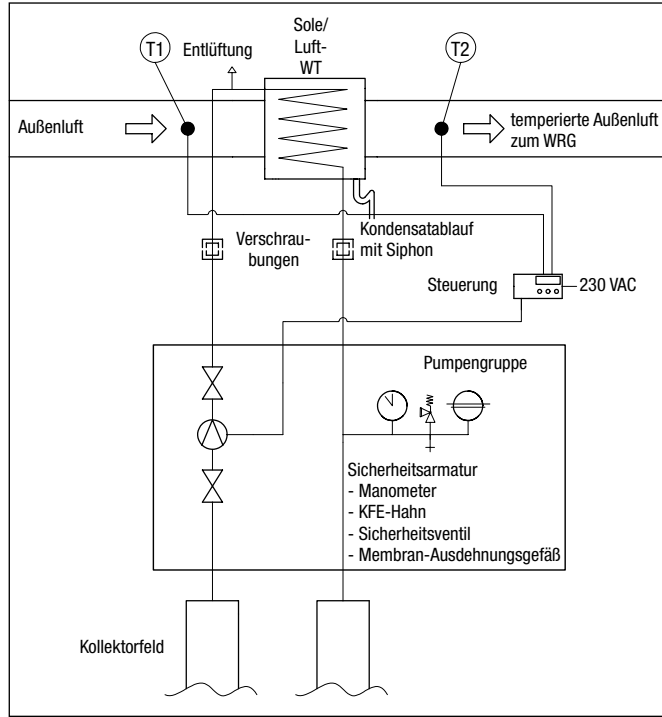 Sole/
Luft-
WT
T1
Entlüftung
T2
Außenluft
temperierte Außenluft
zum WRG
Verschrau-
bungen
Kondensatablauf
mit Siphon
Steuerung
230 VAC
Pumpengruppe
Sicherheitsarmatur
- Manometer
- KFE-Hahn
- Sicherheitsventil
- Membran-Ausdehnungsgefäß
Kollektorfeld